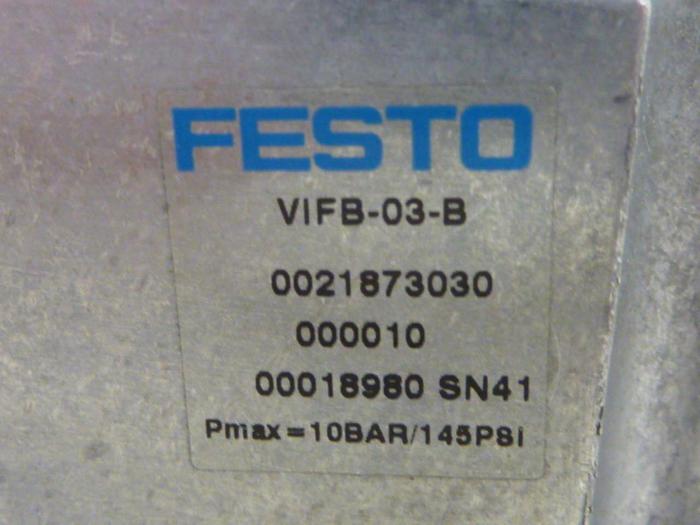 FESTO
VIFB-03-B
0021873030
000010
00018980 SN41
Pmax=10BAR/145PSI